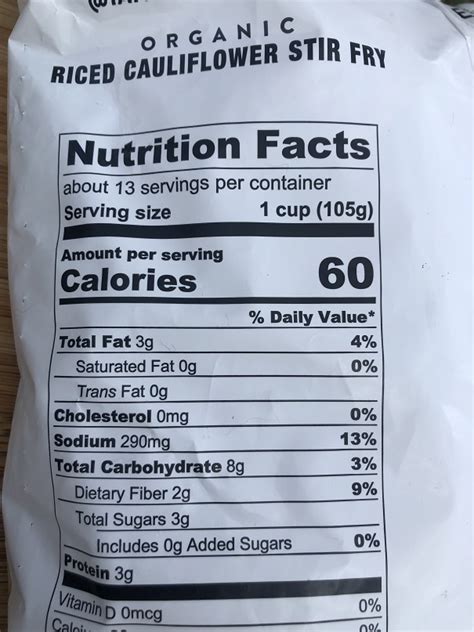 ORGANIC
RICED CAULIFLOWER STIR FRY
Nutrition Facts
about 13 servings per container
Serving size 1 cup (105g)
Amount per serving
Calories 60
% Daily Value*
Total Fat 3g 4%
Saturated Fat 0g 0%
Trans Fat 0g
Cholesterol 0mg 0%
Sodium 290mg 13%
Total Carbohydrate 8g 3%
Dietary Fiber 2g 9%
Total Sugars 3g
Includes 0g Added Sugars 0%
Protein 3g
Vitamin D 0mcg 0%
0%